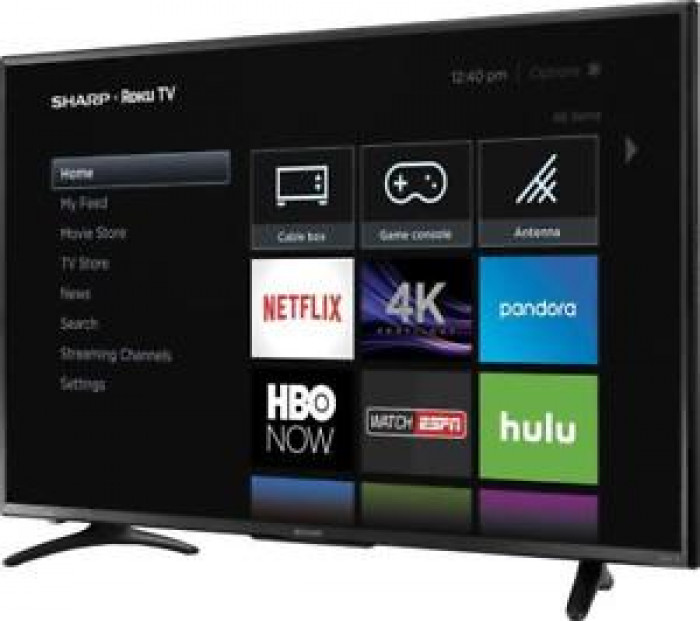 SHARP • ROKU TV
12:40 pm
Options
Home
My Feed
Movie Store
TV Store
News
Search
Streaming Channels
Settings
Cable box
Game console
Antenna
NETFLIX
4K
pandora
HBO
NOW
WATCH ESPN
hulu